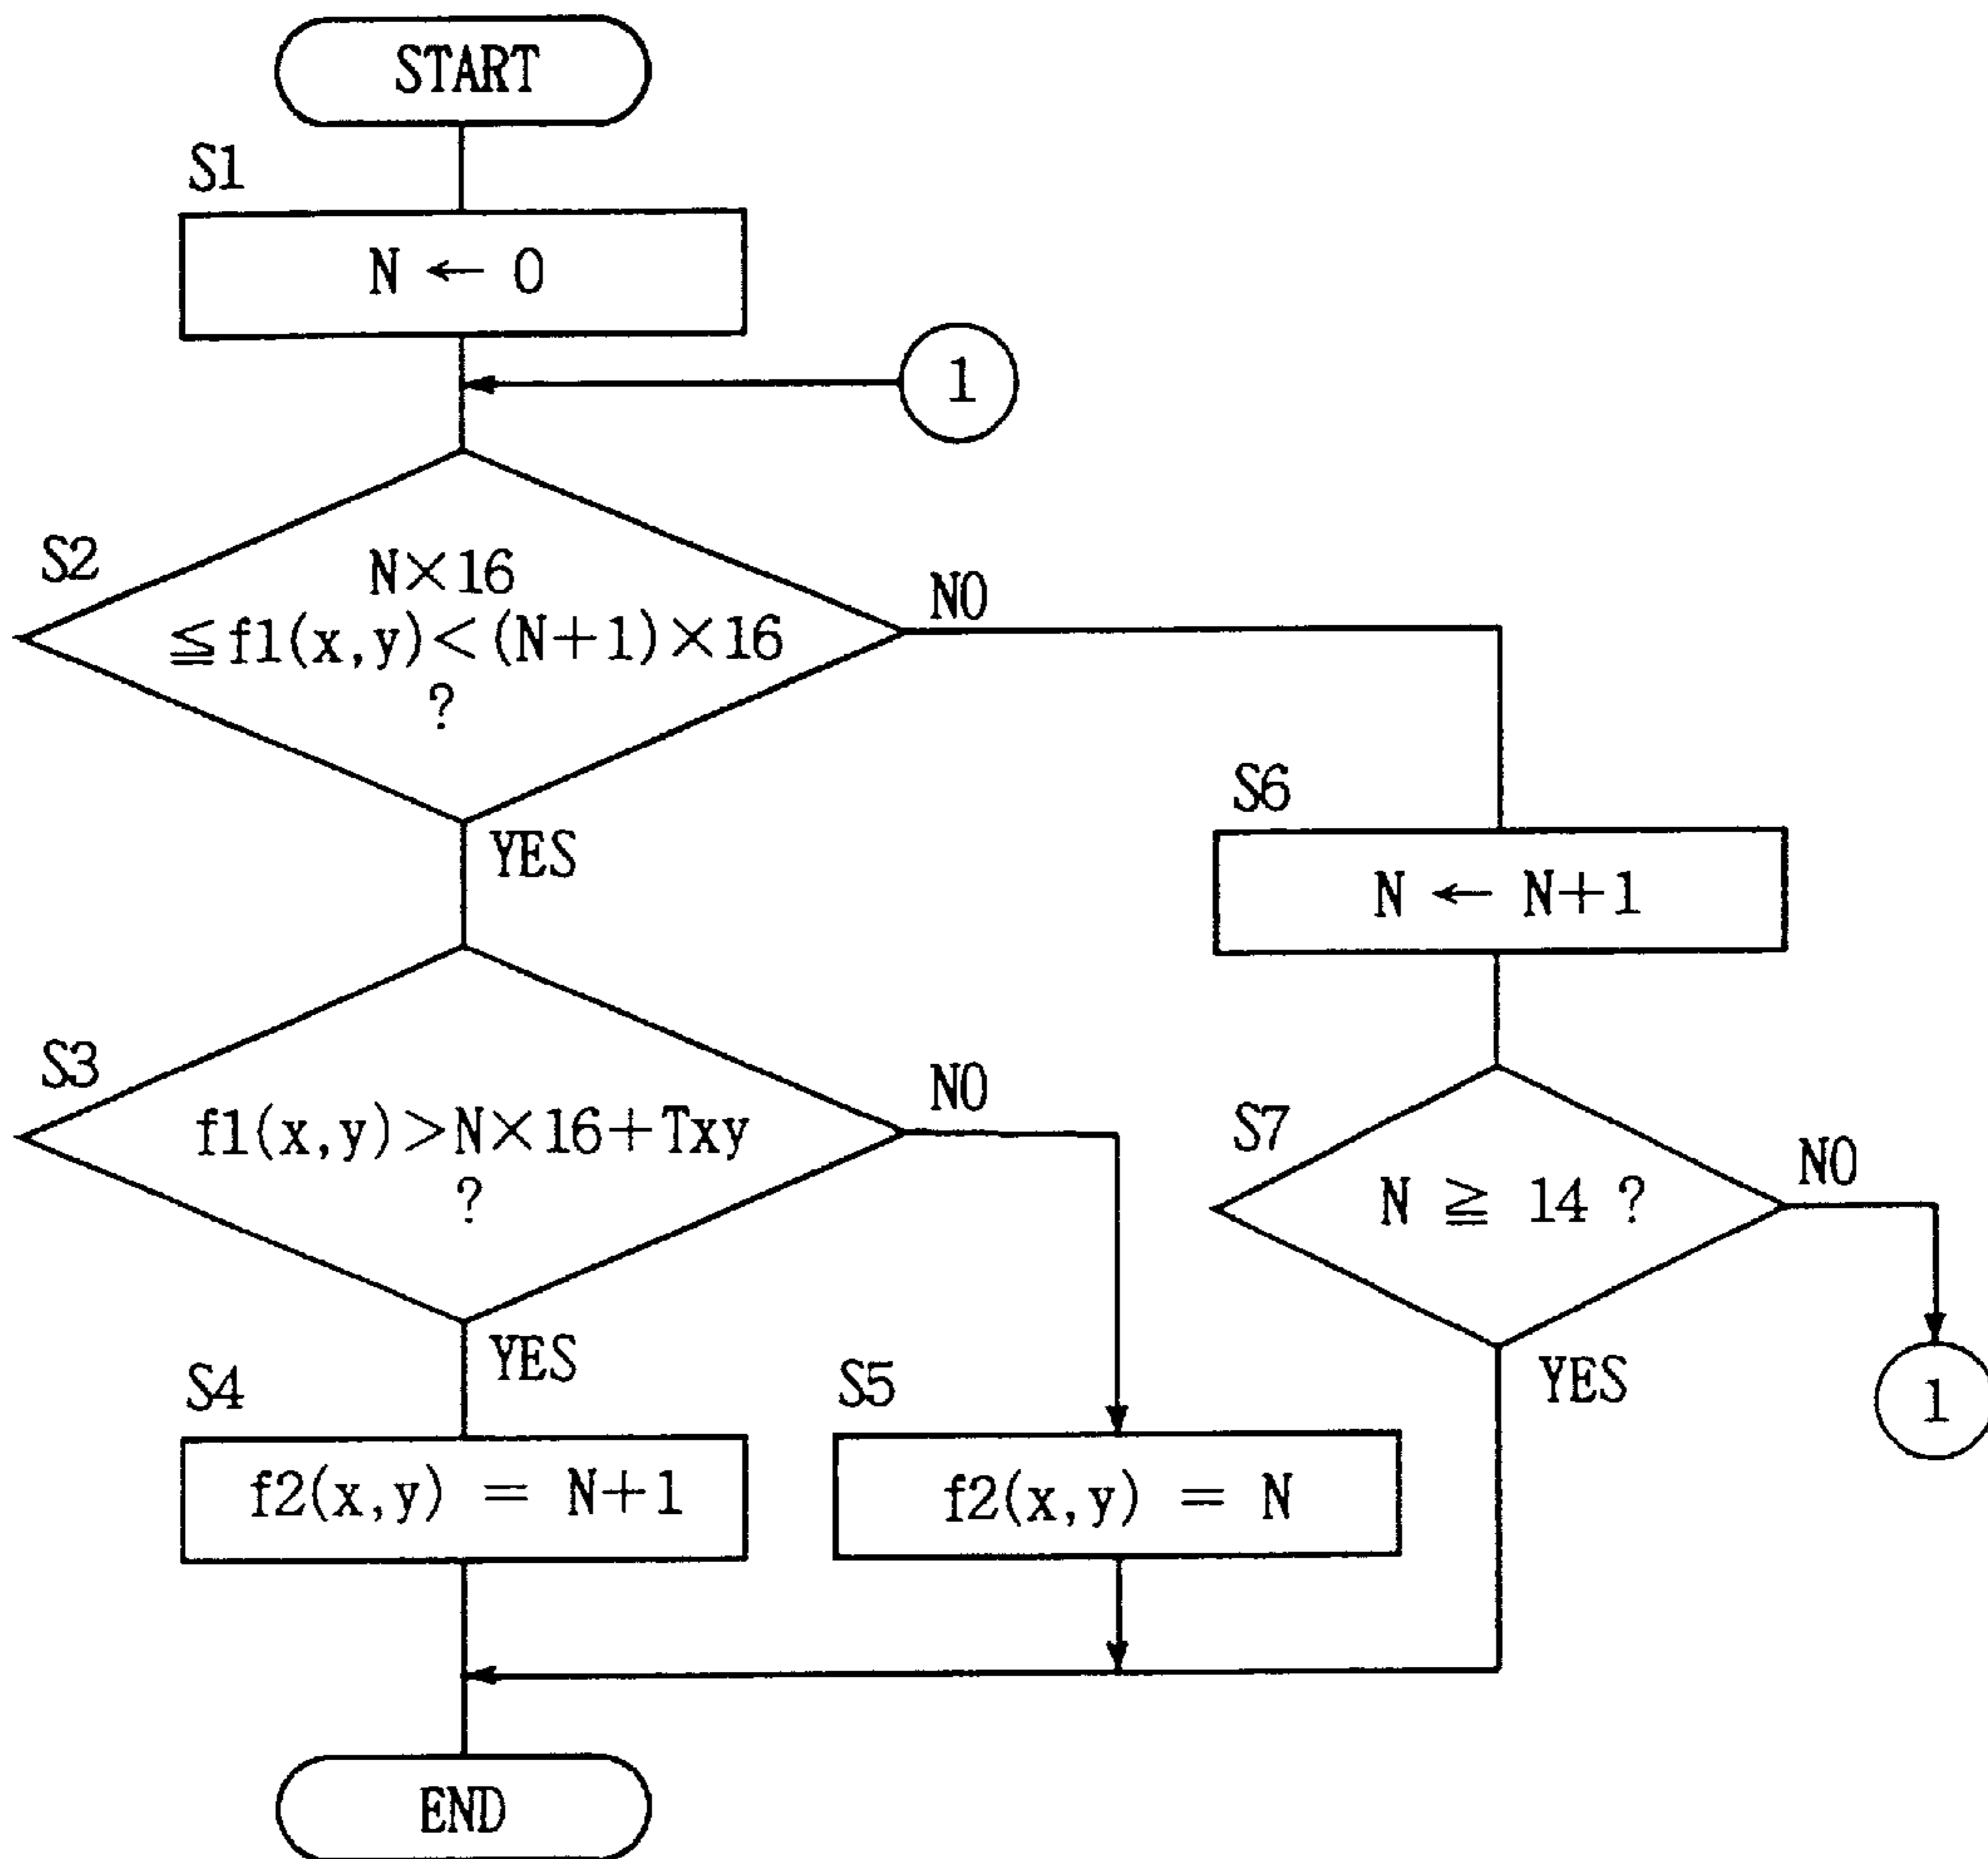 START
S1
N ← 0
1
S2
N×16
≦f1(x,y)<(N+1)×16
?
NO
YES
S6
N ← N+1
S3
f1(x,y)>N×16+Txy
?
NO
YES
S7
N ≧ 14 ?
NO
YES
1
S4
f2(x,y) = N+1
S5
f2(x,y) = N
END